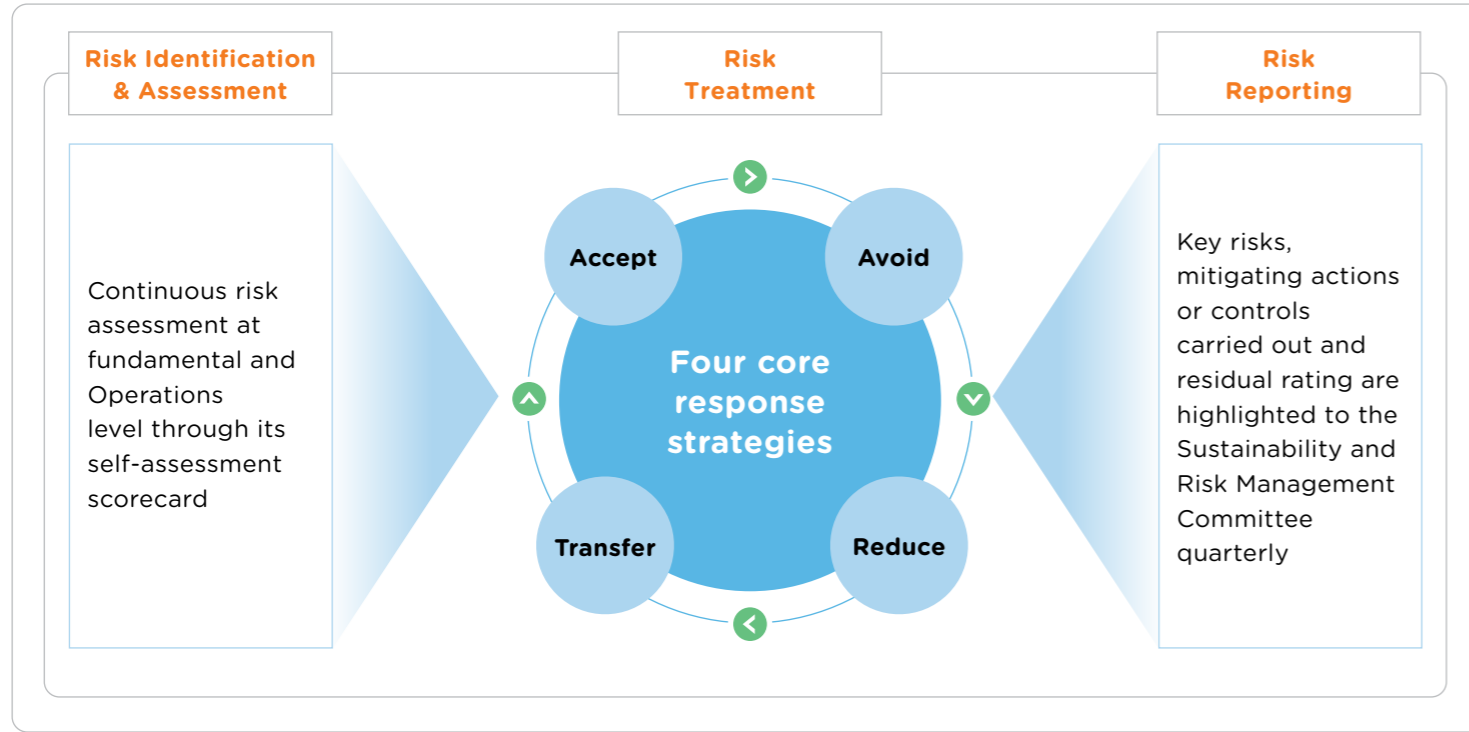 Risk Identification
& Assessment
Risk
Treatment
Risk
Reporting
Continuous risk
assessment at
fundamental and
Operations
level through its
self-assessment
scorecard
Accept
Avoid
Four core
response
strategies
Transfer
Reduce
Key risks,
mitigating actions
or controls
carried out and
residual rating are
highlighted to the
Sustainability and
Risk Management
Committee
quarterly